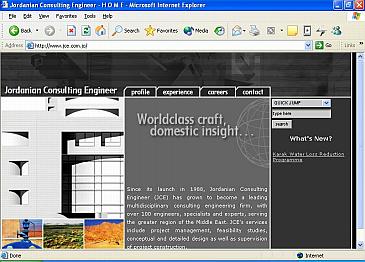 Jordanian Consulting Engineer - H O M E - Microsoft Internet Explorer
File Edit View Favorites Tools Help
Back Search Favorites Media
Address http://www.jce.com.jo/ Go Links
Jordanian Consulting Engineer profile experience careers contact
Worldclass craft,
domestic insight...
QUICK JUMP
type here
search
What's New?
Karak Water Loss Reduction
Programme
Since its launch in 1988, Jordanian Consulting
Engineer (JCE) has grown to become a leading
multidisciplinary consulting engineering firm, with
over 100 engineers, specialists and experts, serving
the greater region of the Middle East. JCE's services
include project management, feasibility studies,
conceptual and detailed design as well as supervision
of project construction.
Done Internet